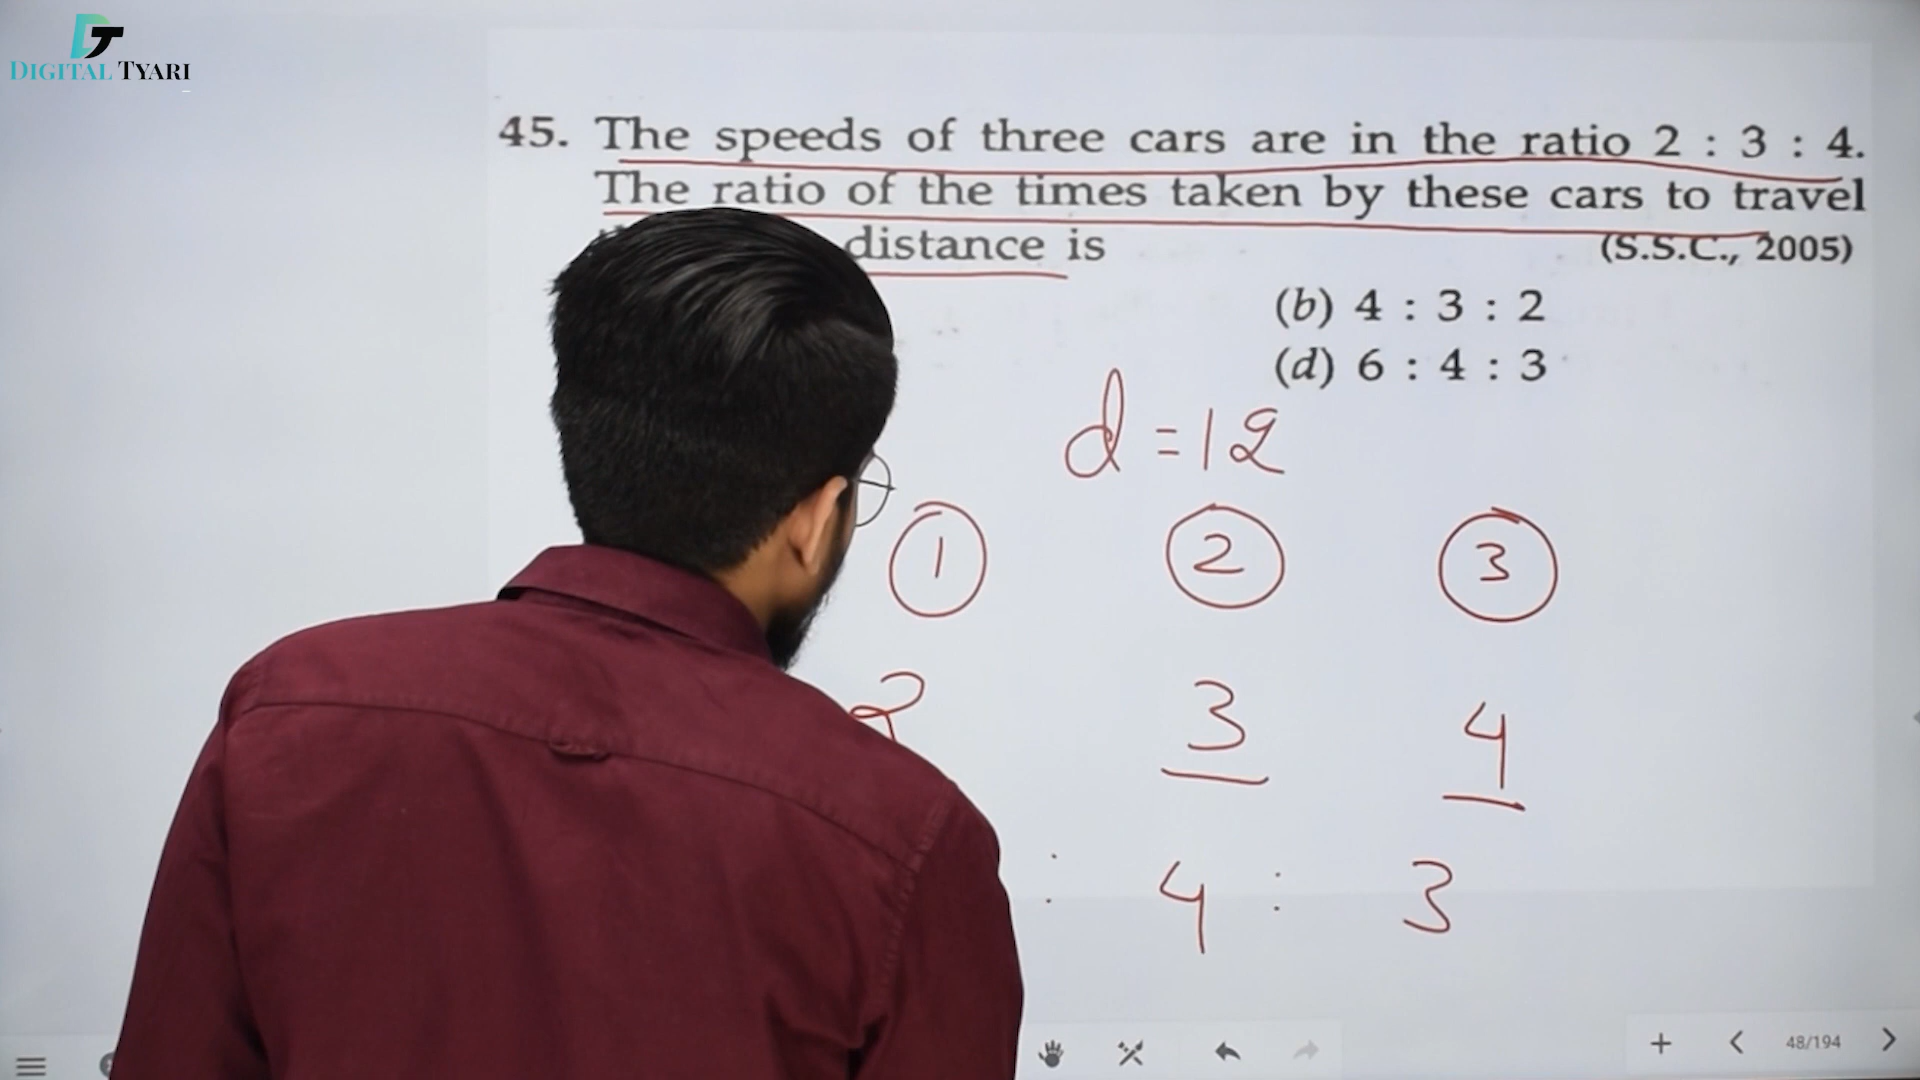 DT
DIGITAL TYARI
45. The speeds of three cars are in the ratio 2 : 3 : 4.
The ratio of the times taken by these cars to travel
distance is (S.S.C., 2005)
(b) 4 : 3 : 2
(d) 6 : 4 : 3
d = 12
1 2 3
2 3 4
: 4 : 3
48/194